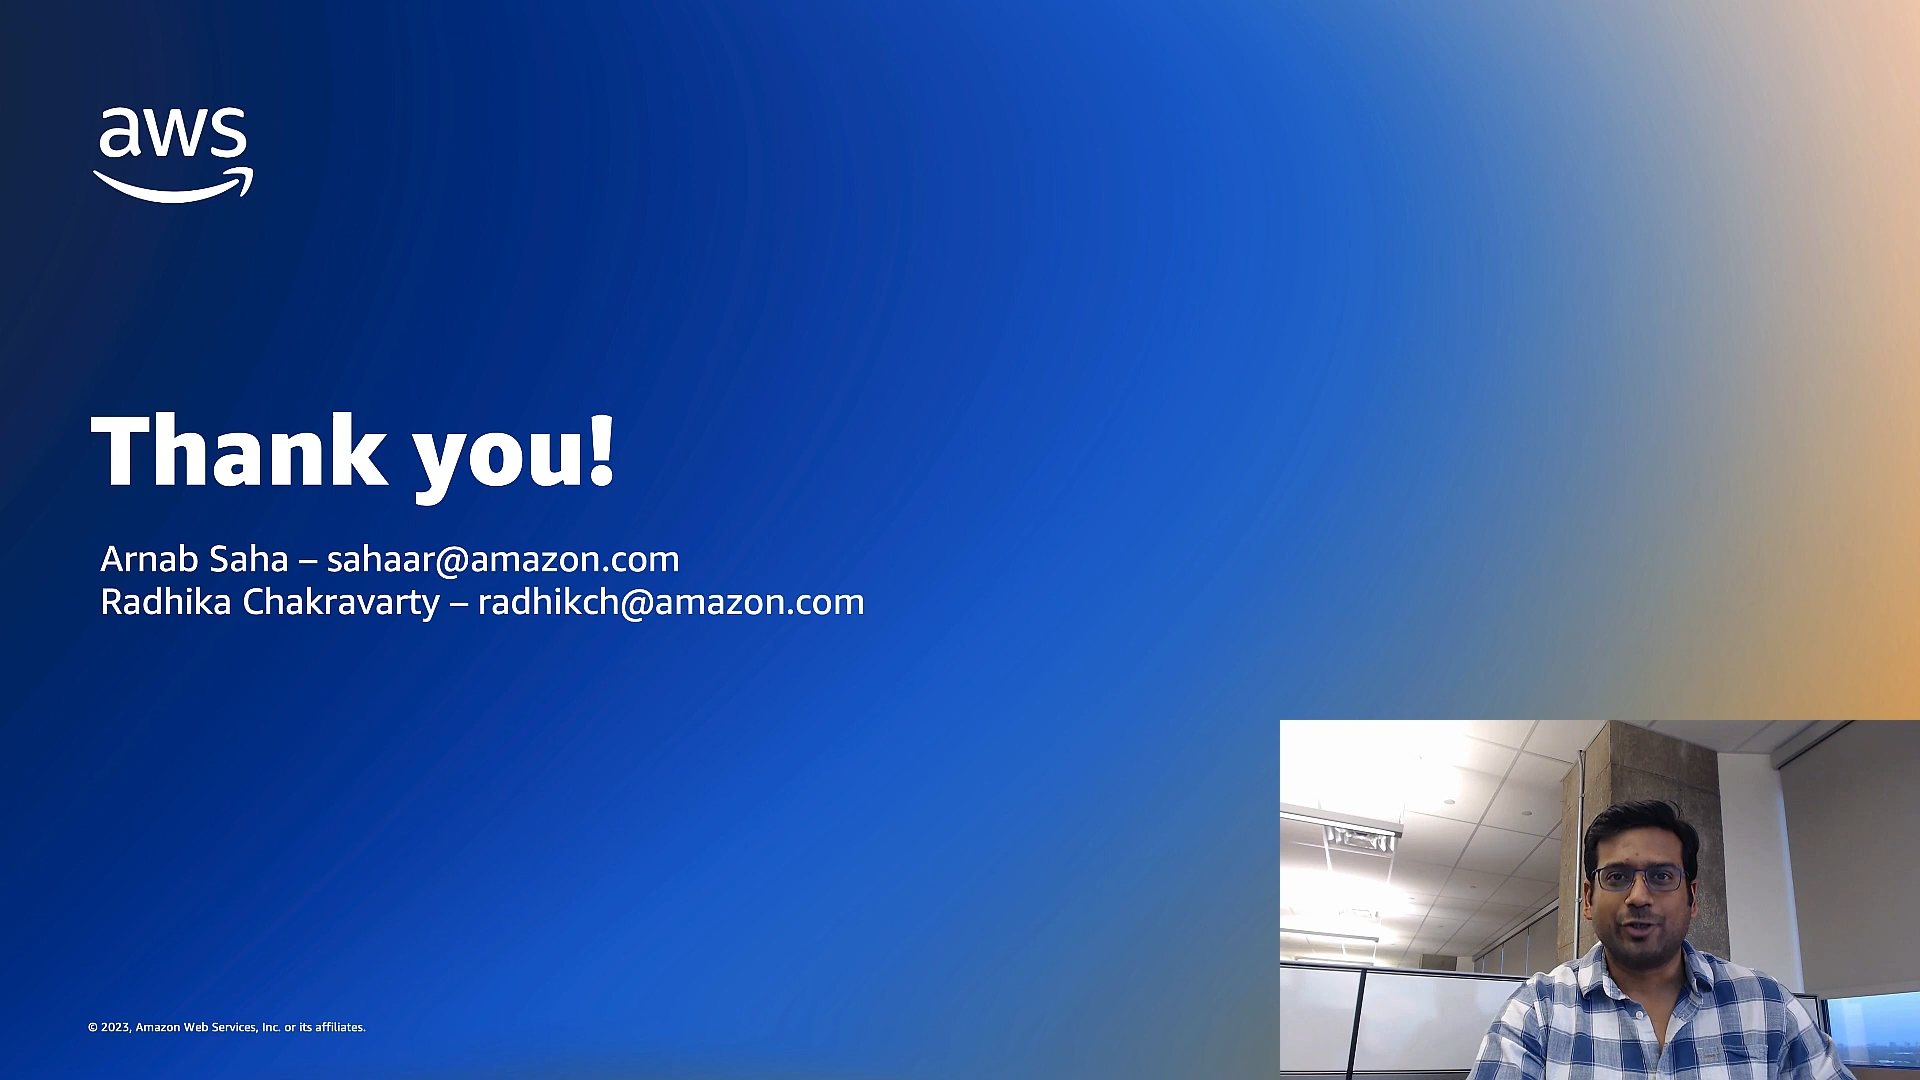 aws
Thank you!
Arnab Saha – sahaar@amazon.com
Radhika Chakravarty – radhikch@amazon.com
© 2023, Amazon Web Services, Inc. or its affiliates.